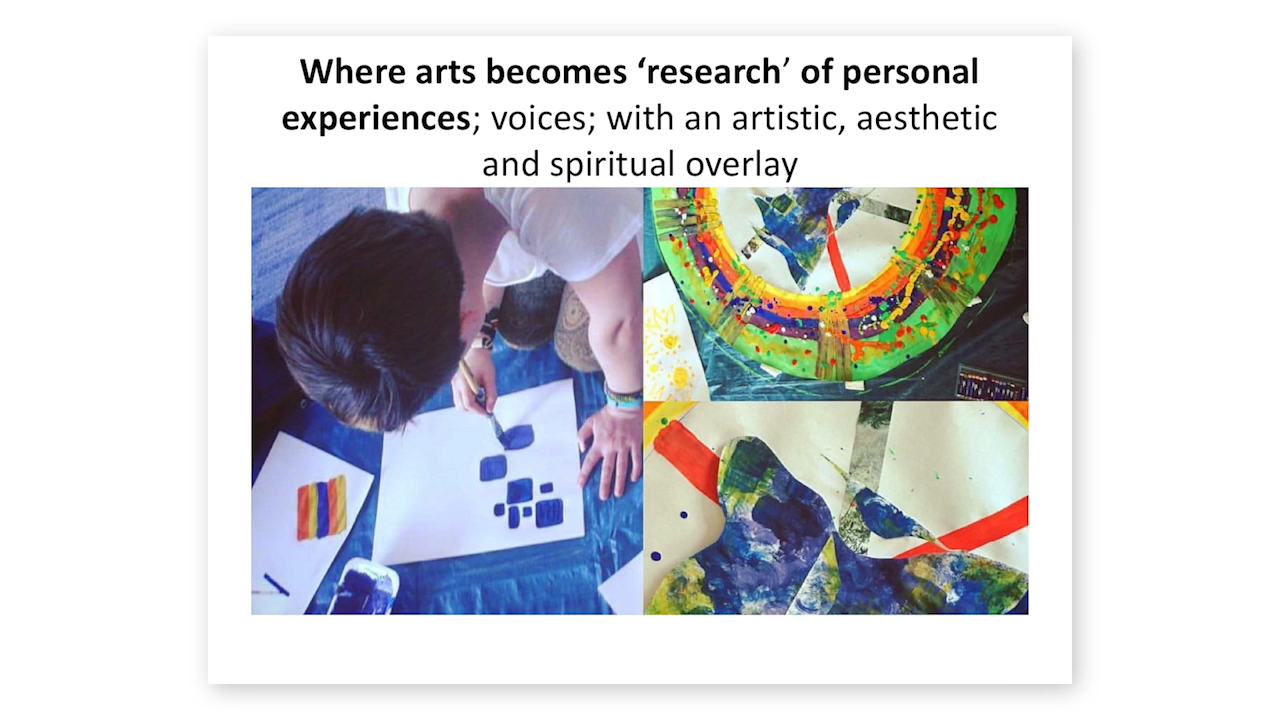 Where arts becomes ‘research’ of personal
experiences; voices; with an artistic, aesthetic
and spiritual overlay